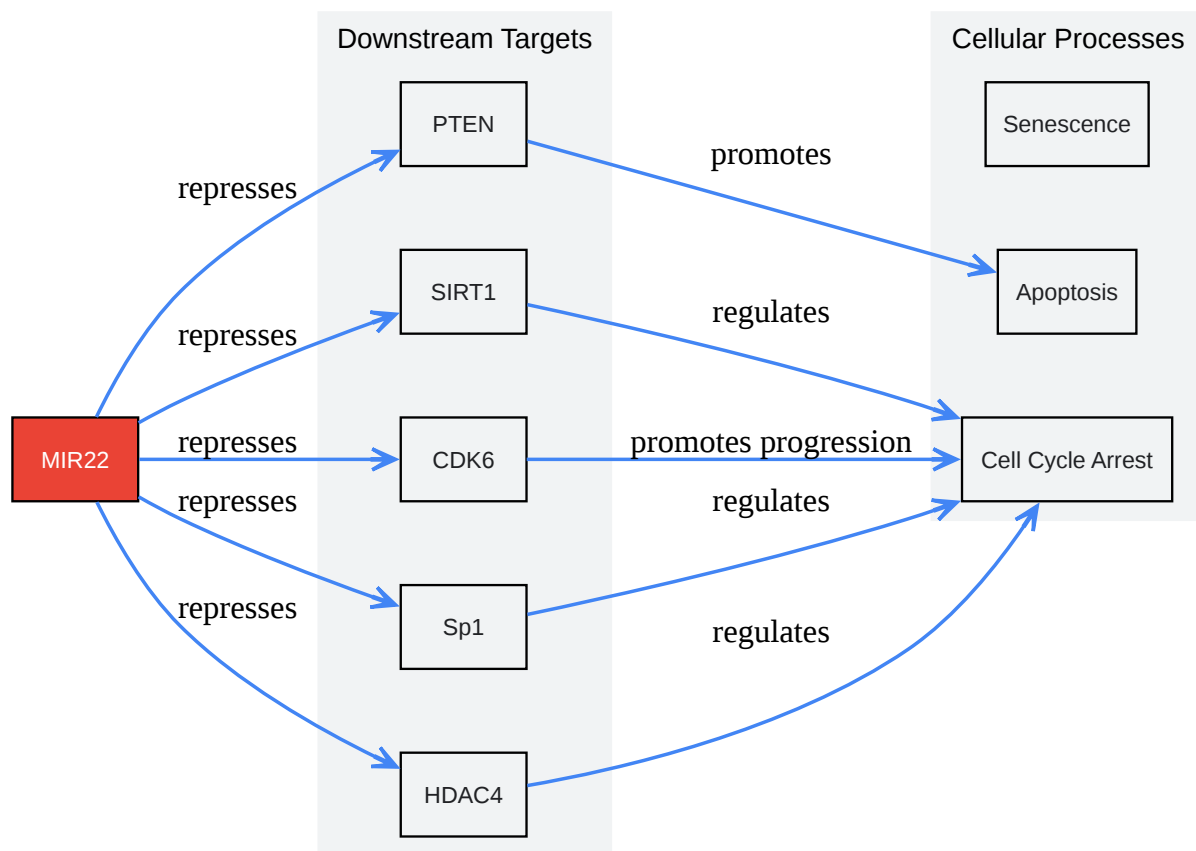 Downstream Targets
Cellular Processes
PTEN
Senescence
promotes
represses
SIRT1
Apoptosis
regulates
represses
MIR22
represses
CDK6
promotes progression
Cell Cycle Arrest
represses
regulates
Sp1
represses
regulates
HDAC4